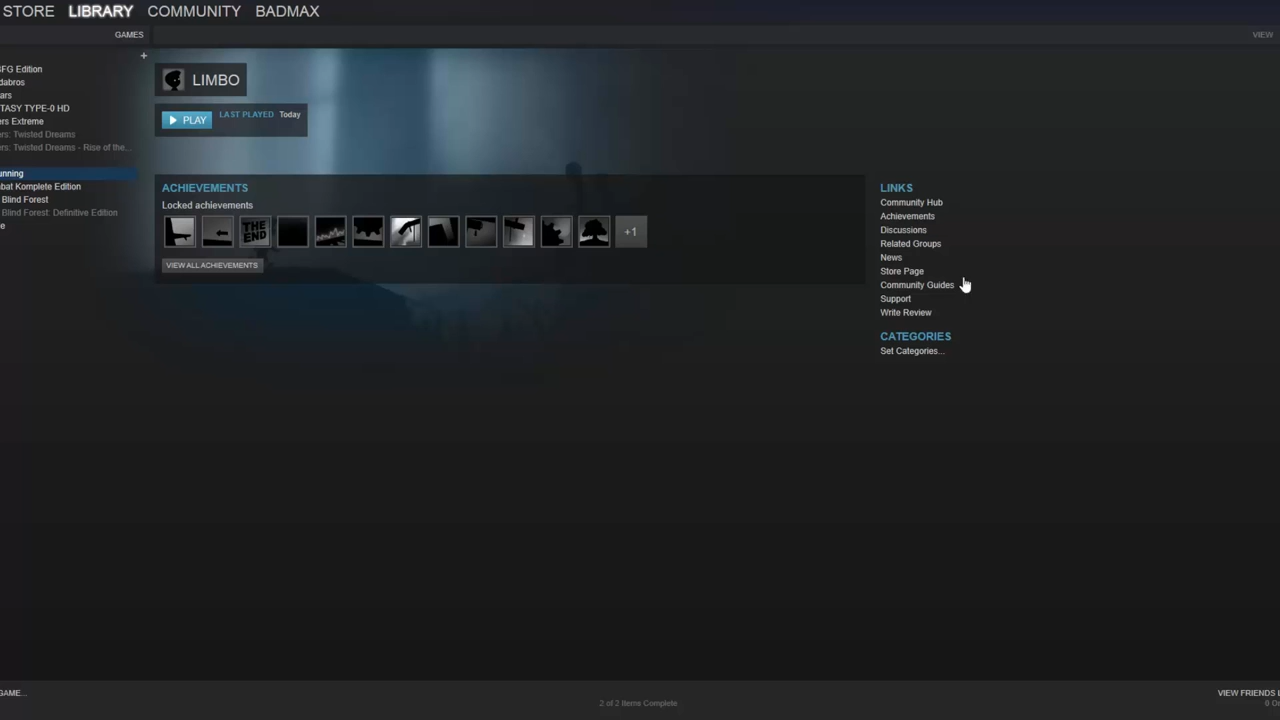 STORE LIBRARY COMMUNITY BADMAX
GAMES
VIEW
+
FG Edition
dabros
ars
TASY TYPE-0 HD
ers Extreme
ers: Twisted Dreams
ers: Twisted Dreams - Rise of the...
unning
bat Komplete Edition
Blind Forest
Blind Forest: Definitive Edition
e
LIMBO
PLAY
LAST PLAYED Today
ACHIEVEMENTS
Locked achievements
THE END
+1
VIEW ALL ACHIEVEMENTS
LINKS
Community Hub
Achievements
Discussions
Related Groups
News
Store Page
Community Guides
Support
Write Review
CATEGORIES
Set Categories...
GAME...
2 of 2 Items Complete
VIEW FRIENDS L